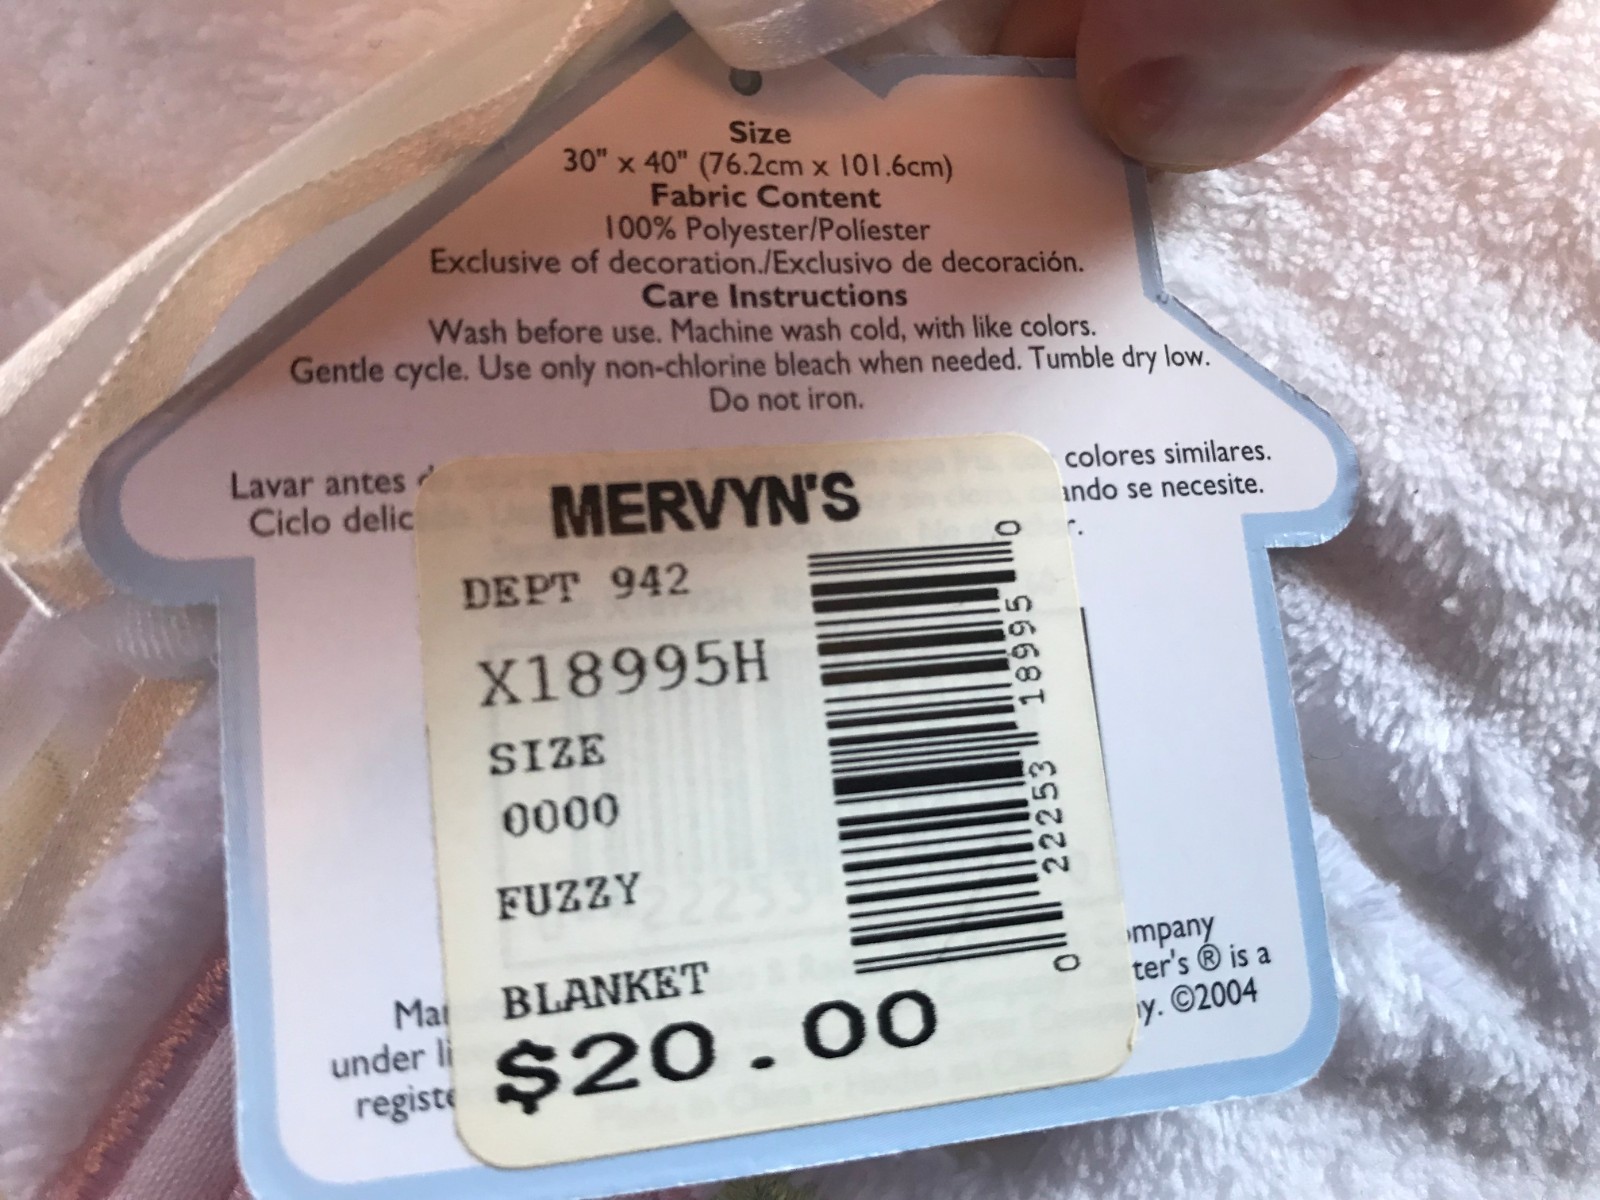 Size
30" x 40" (76.2cm x 101.6cm)
Fabric Content
100% Polyester/Políester
Exclusive of decoration./Exclusivo de decoración.
Care Instructions
Wash before use. Machine wash cold, with like colors.
Gentle cycle. Use only non-chlorine bleach when needed. Tumble dry low.
Do not iron.
Lavar antes colores similares.
Ciclo delic ando se necesite.
MERVYN'S
DEPT 942
X18995H
SIZE
0000
FUZZY
BLANKET
$20.00
0 22253 18995 0
mpany
ter's ® is a
y. ©2004
Ma
under li
registe